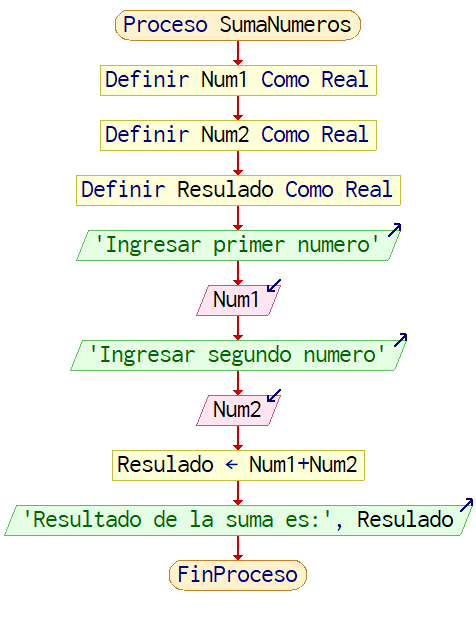 Proceso SumaNumeros
Definir Num1 Como Real
Definir Num2 Como Real
Definir Resulado Como Real
'Ingresar primer numero'
Num1
'Ingresar segundo numero'
Num2
Resulado ← Num1+Num2
'Resultado de la suma es:', Resulado
FinProceso